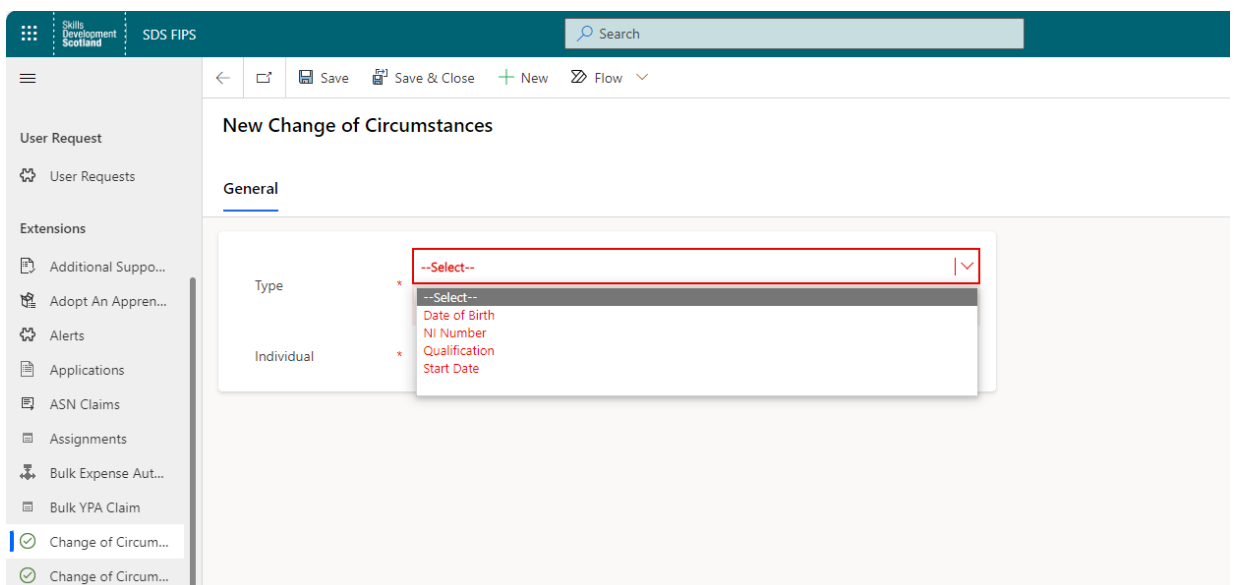 Skills
Development
Scotland
SDS FIPS
Search
Save
Save & Close
New
Flow
New Change of Circumstances
General
User Request
User Requests
Extensions
Additional Suppo...
Adopt An Appren...
Alerts
Applications
ASN Claims
Assignments
Bulk Expense Aut...
Bulk YPA Claim
Change of Circum...
Change of Circum...
Type *
--Select--
--Select--
Date of Birth
NI Number
Qualification
Start Date
Individual *